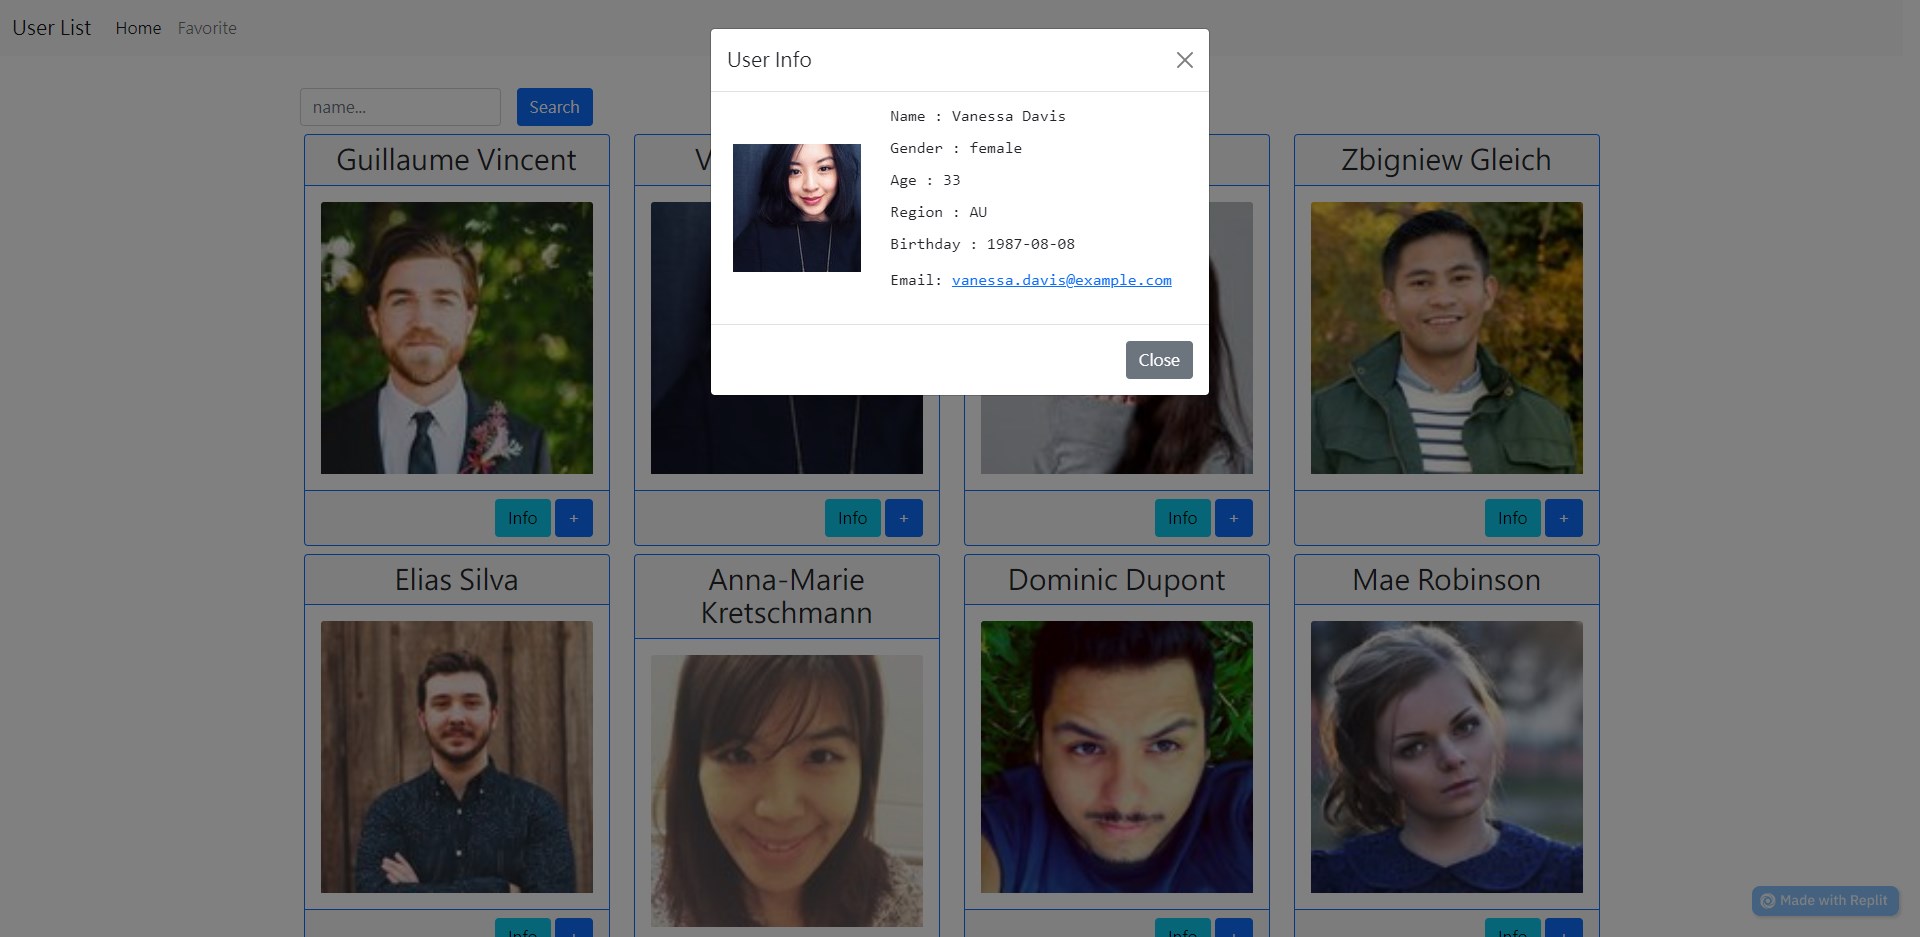 User List Home Favorite
User Info
name... Search
Name : Vanessa Davis
Gender : female
Age : 33
Region : AU
Birthday : 1987-08-08
Email: vanessa.davis@example.com
Close
Guillaume Vincent
V
Zbigniew Gleich
Info + Info + Info + Info +
Elias Silva
Anna-Marie
Kretschmann
Dominic Dupont
Mae Robinson
Info + Info + Info +
Made with Replit